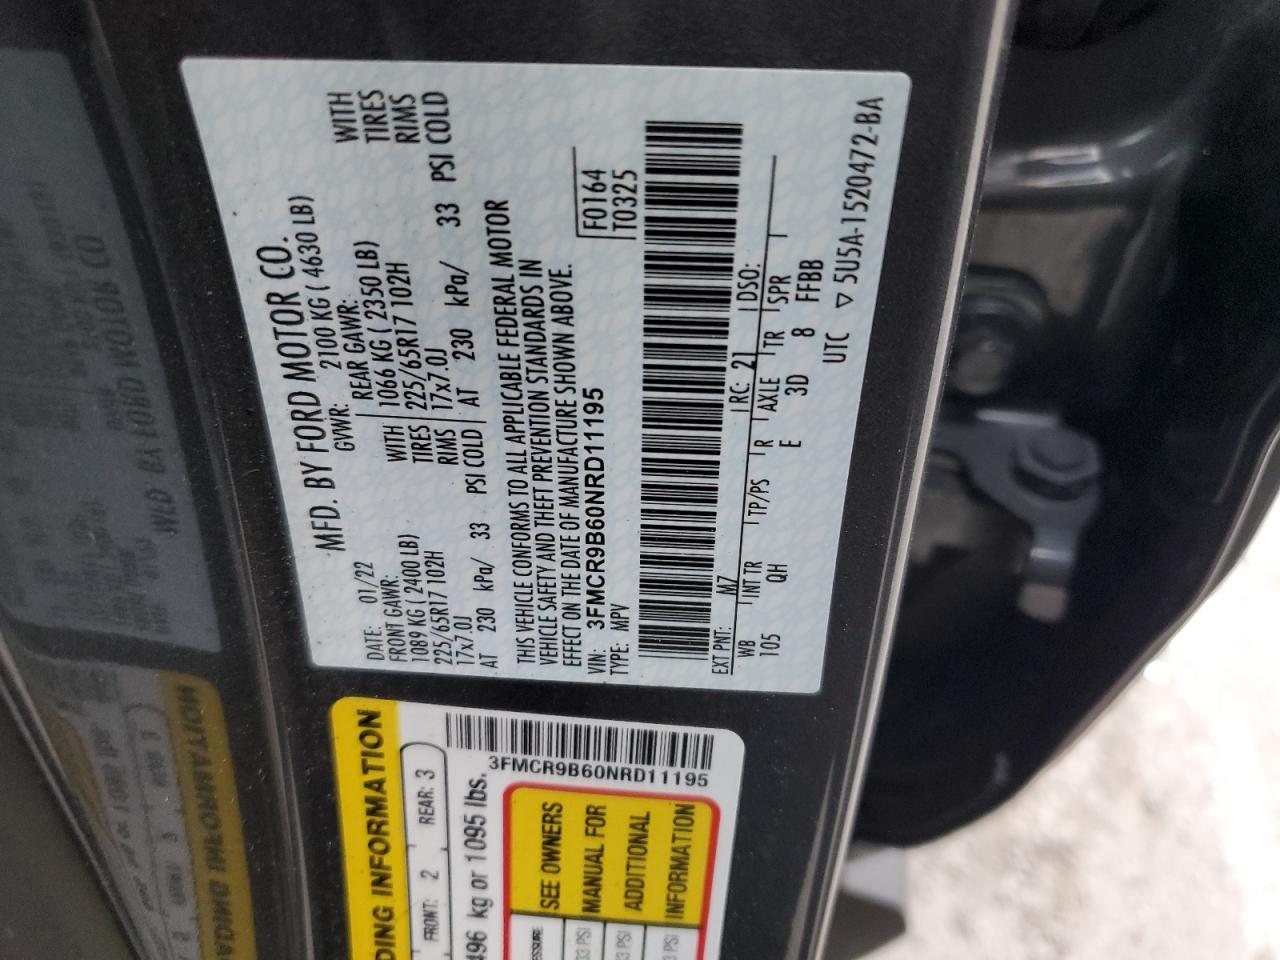 MFD. BY FORD MOTOR CO.
DATE: 01/22 GVWR: 2100 KG ( 4630 LB)
FRONT GAWR: REAR GAWR:
1089 KG ( 2400 LB) WITH 1066 KG ( 2350 LB) WITH
225/65R17 102H TIRES 225/65R17 102H TIRES
17x7.0J RIMS 17x7.0J RIMS
AT 230 kPa/ 33 PSI COLD AT 230 kPa/ 33 PSI COLD
THIS VEHICLE CONFORMS TO ALL APPLICABLE FEDERAL MOTOR
VEHICLE SAFETY AND THEFT PREVENTION STANDARDS IN
EFFECT ON THE DATE OF MANUFACTURE SHOWN ABOVE.
VIN: 3FMCR9B60NRD11195 F0164
TYPE: MPV T0325
EXT PNT: M7 RC: 21 DSO:
WB INT TR TP/PS R AXLE TR SPR
105 QH E 3D 8 FFBB
UTC ▽ 5U5A-1520472-BA
DING INFORMATION
FRONT: 2 REAR: 3
496 kg or 1095 lbs.
3FMCR9B60NRD11195
SEE OWNERS
MANUAL FOR
ADDITIONAL
INFORMATION
33 PSI